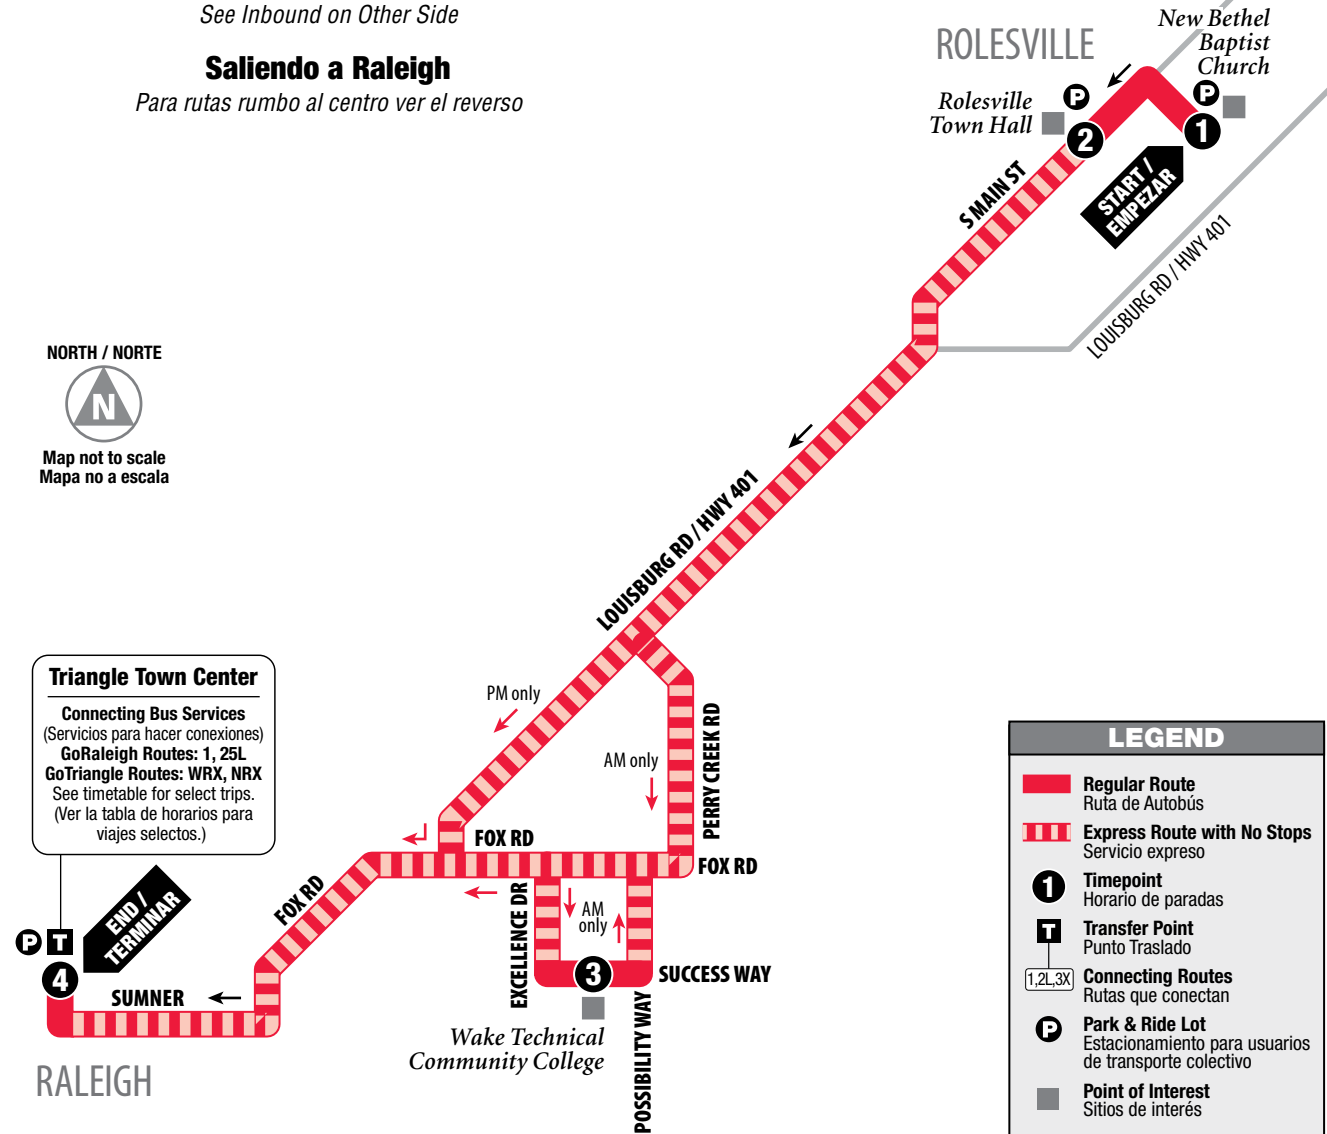 See Inbound on Other Side
Saliendo a Raleigh
Para rutas rumbo al centro ver el reverso
ROLESVILLE
New Bethel
Baptist
Church
P
P
Rolesville
Town Hall
2
1
START /
EMPEZAR
S MAIN ST
LOUISBURG RD / HWY 401
NORTH / NORTE
N
Map not to scale
Mapa no a escala
LOUISBURG RD / HWY 401
Triangle Town Center
Connecting Bus Services
(Servicios para hacer conexiones)
GoRaleigh Routes: 1, 25L
GoTriangle Routes: WRX, NRX
See timetable for select trips.
(Ver la tabla de horarios para
viajes selectos.)
PM only
AM only
PERRY CREEK RD
FOX RD
FOX RD
FOX RD
END /
TERMINAR
P T
4
SUMNER
RALEIGH
EXCELLENCE DR
AM
only
3
SUCCESS WAY
POSSIBILITY WAY
Wake Technical
Community College
LEGEND
Regular Route
Ruta de Autobús
Express Route with No Stops
Servicio expreso
1
Timepoint
Horario de paradas
T
Transfer Point
Punto Traslado
1,2L,3X
Connecting Routes
Rutas que conectan
P
Park & Ride Lot
Estacionamiento para usuarios
de transporte colectivo
Point of Interest
Sitios de interés